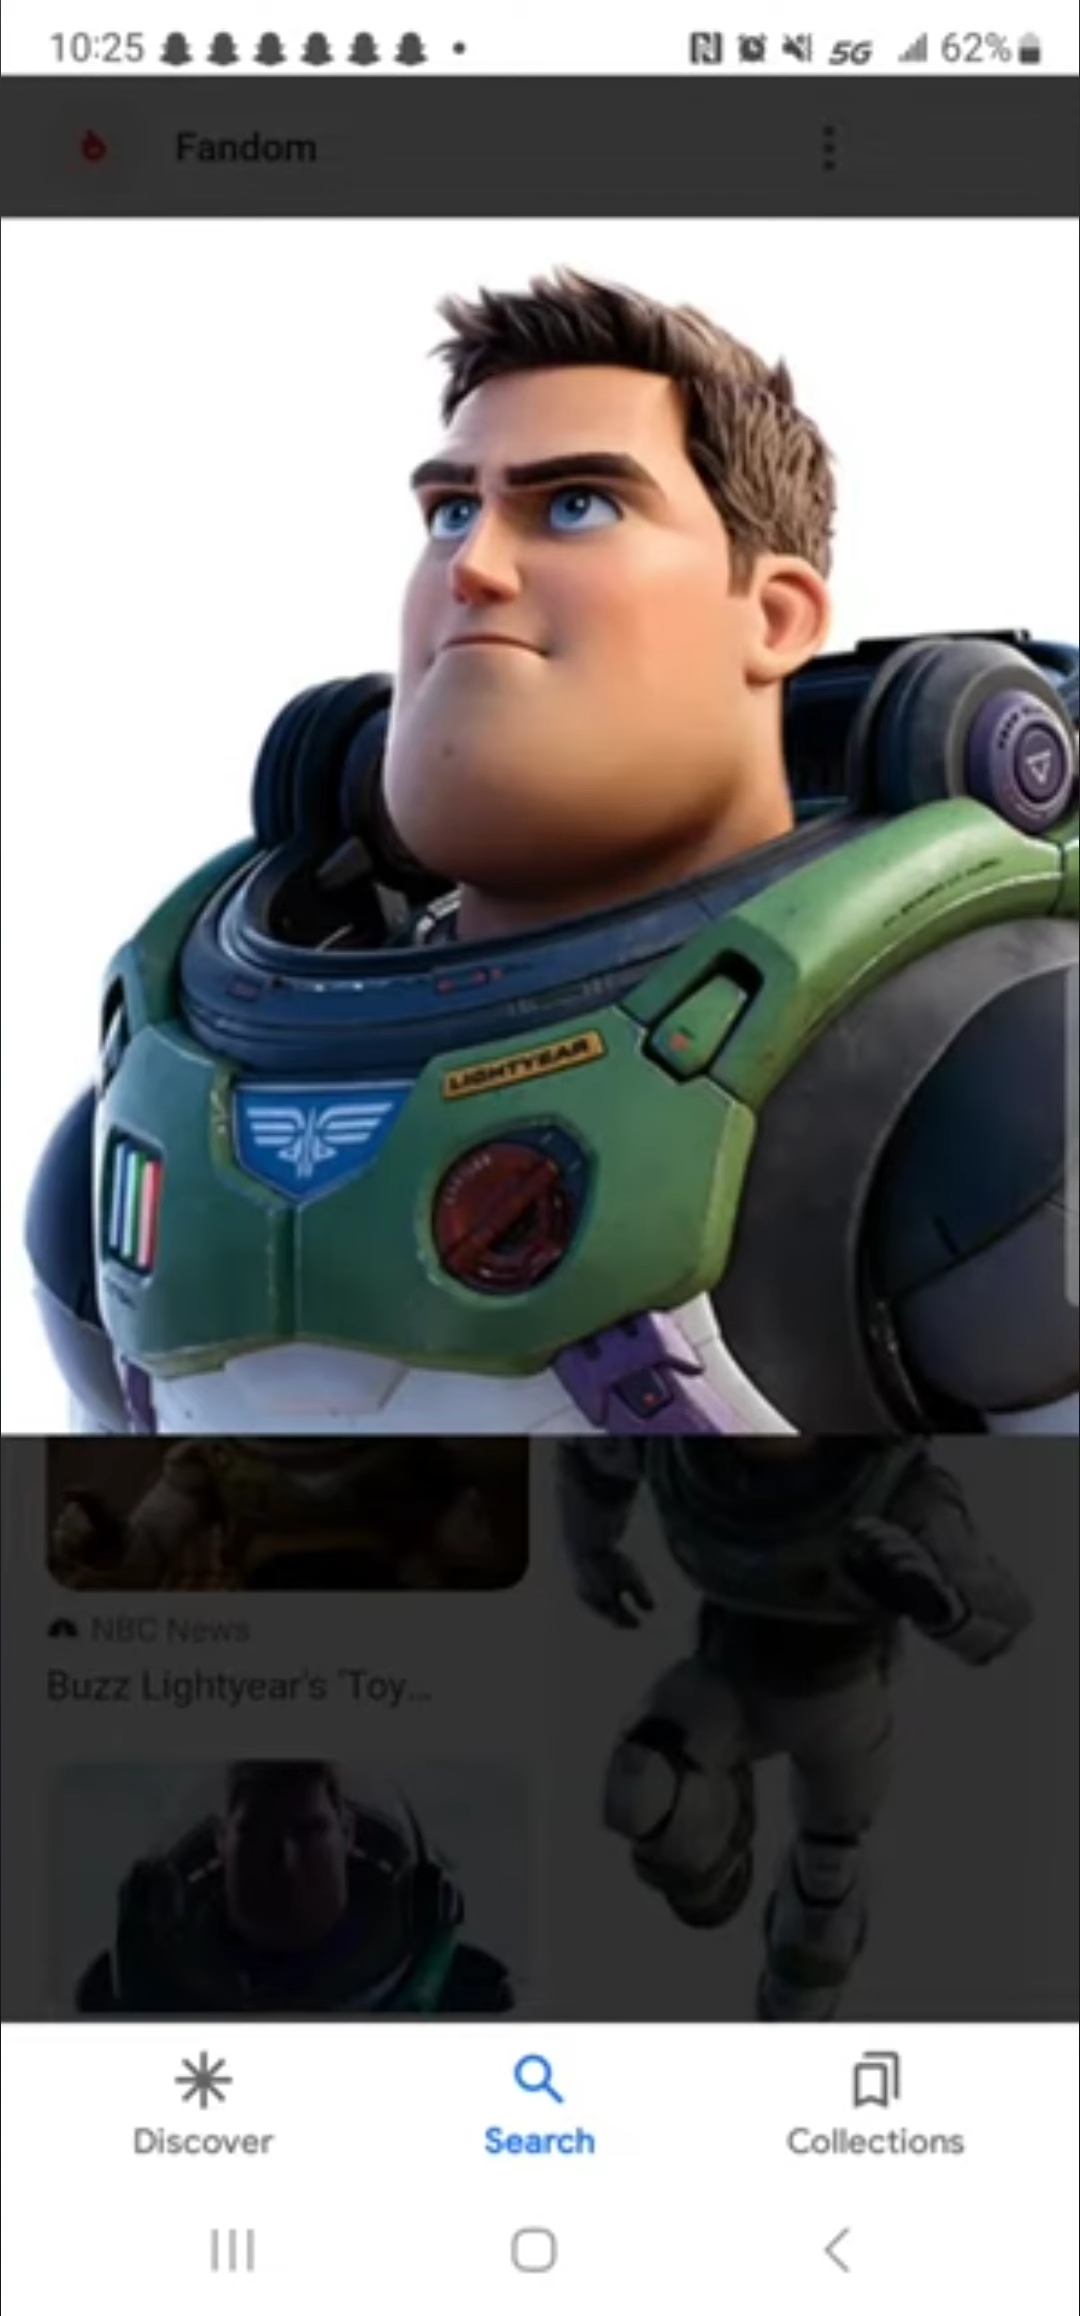 10:25
5G
62%
Fandom
LIGHTYEAR
NBC News
Buzz Lightyear's 'Toy...
Discover
Search
Collections